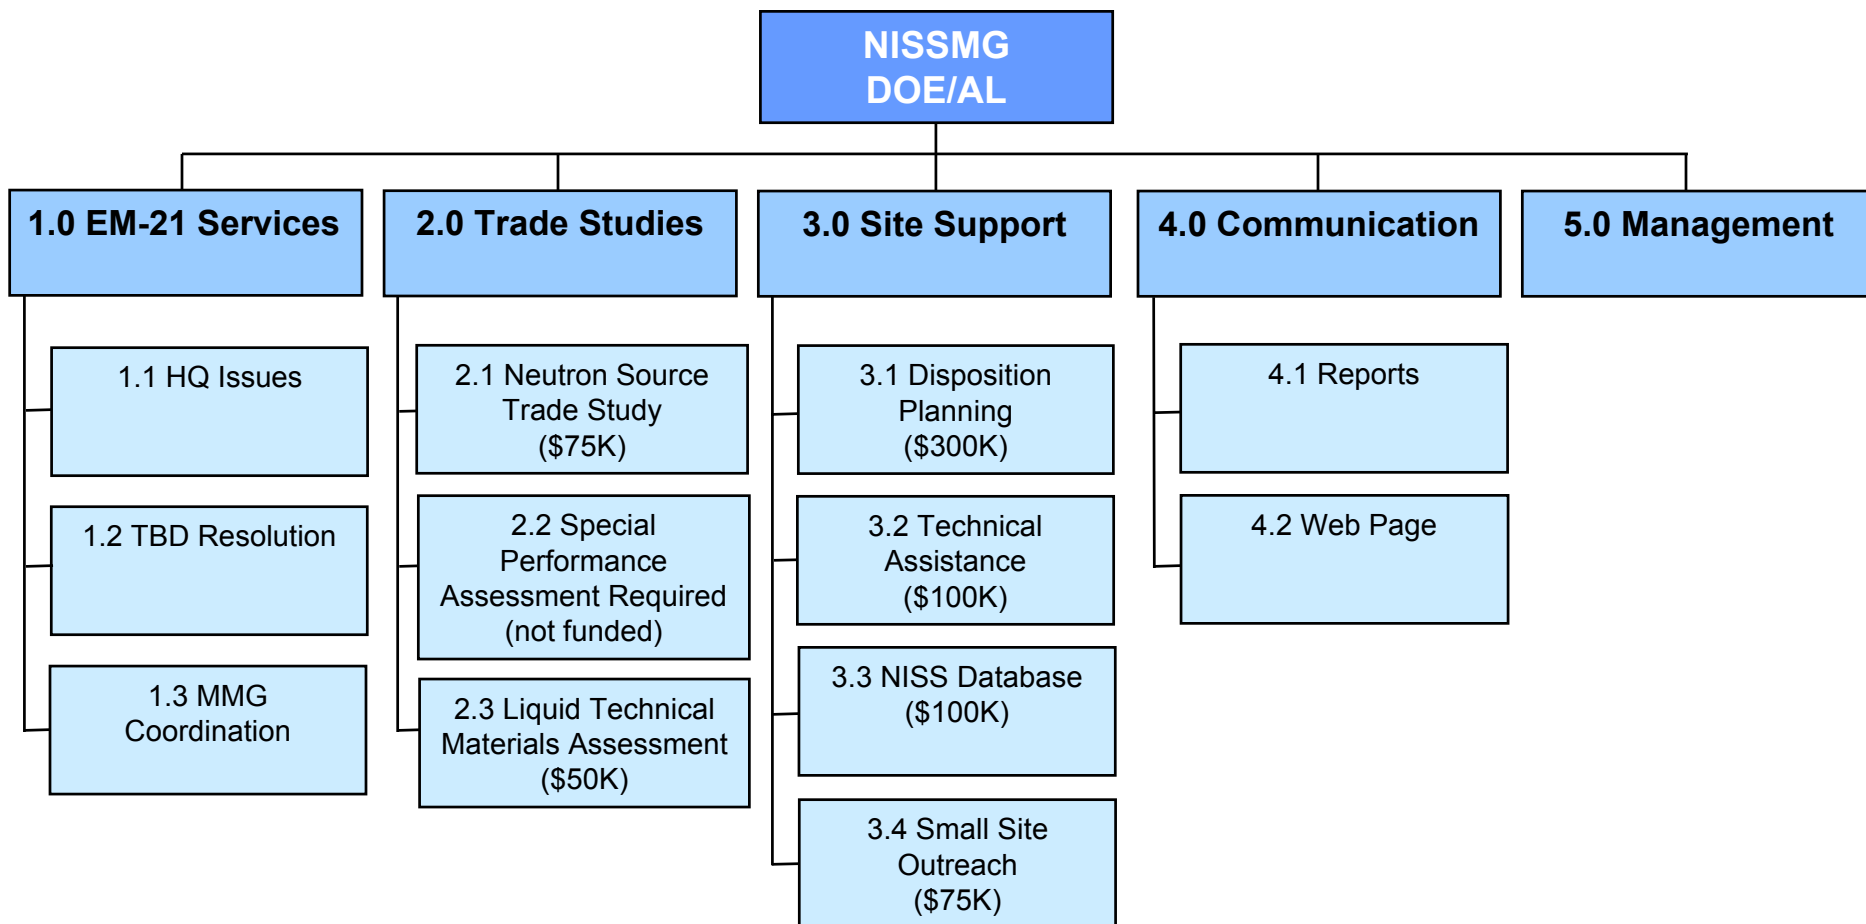 NISSMG
DOE/AL
1.0 EM-21 Services
2.0 Trade Studies
3.0 Site Support
4.0 Communication
5.0 Management
1.1 HQ Issues
1.2 TBD Resolution
1.3 MMG
Coordination
2.1 Neutron Source
Trade Study
($75K)
2.2 Special
Performance
Assessment Required
(not funded)
2.3 Liquid Technical
Materials Assessment
($50K)
3.1 Disposition
Planning
($300K)
3.2 Technical
Assistance
($100K)
3.3 NISS Database
($100K)
3.4 Small Site
Outreach
($75K)
4.1 Reports
4.2 Web Page